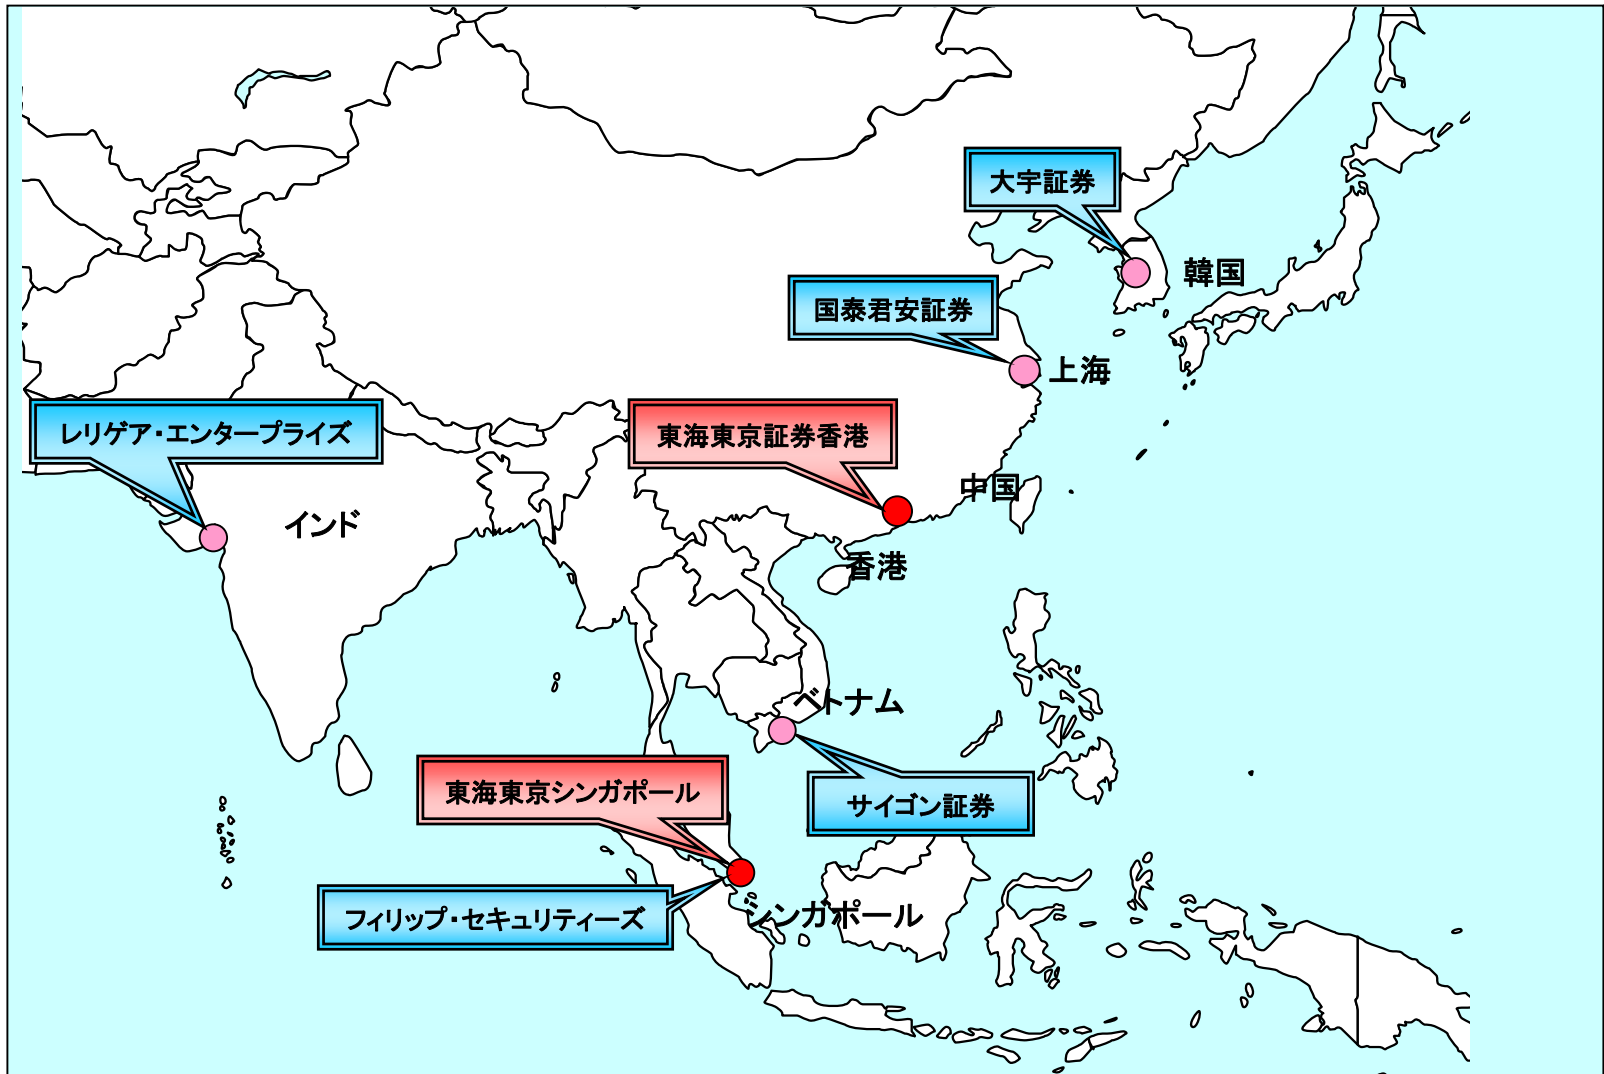 大宇証券
韓国
国泰君安証券
上海
レリゲア・エンタープライズ
東海東京証券香港
中国
インド
香港
ベトナム
東海東京シンガポール
サイゴン証券
フィリップ・セキュリティーズ
シンガポール